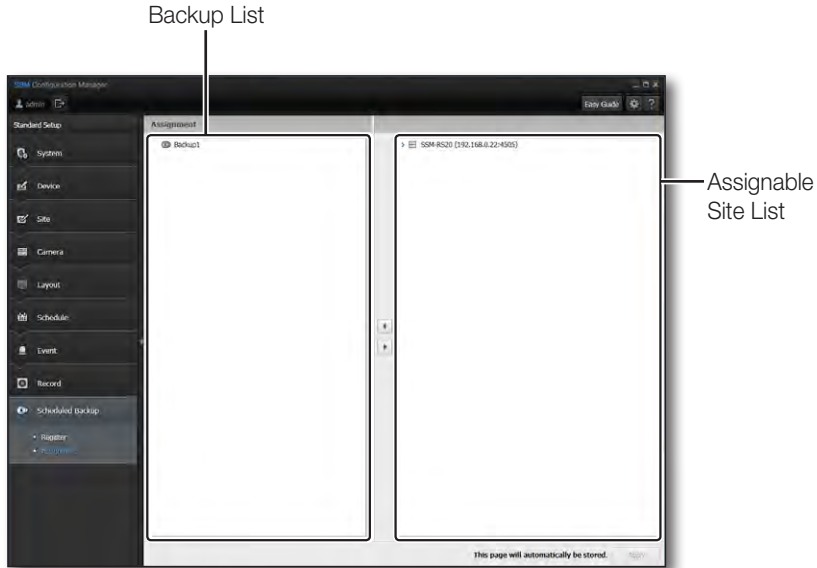 Backup List
SSM Configuration Manager
admin
Easy Guide
?
Standard Setup
Assignment
System
Backup1
SSM-RS20 (192.168.0.22:4505)
Device
Assignable
Site List
Site
Camera
Layout
Schedule
Event
Record
Scheduled Backup
Register
Assignment
This page will automatically be stored.
Apply